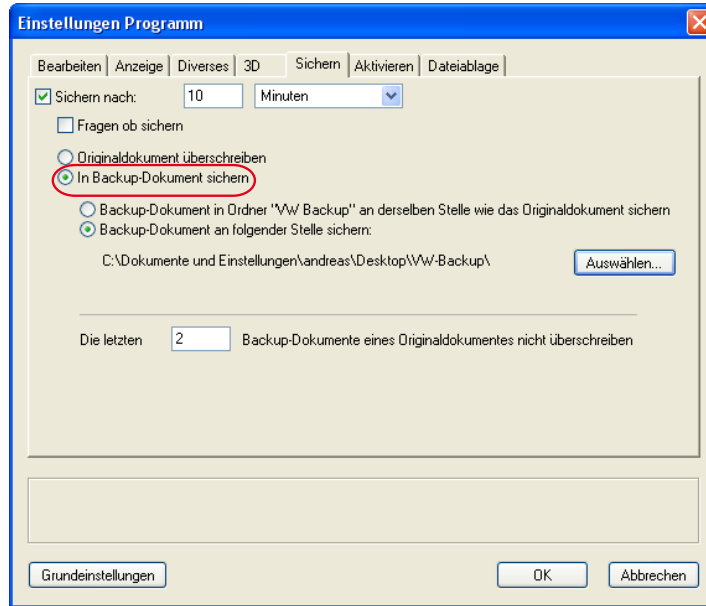 Einstellungen Programm
Bearbeiten Anzeige Diverses 3D Sichern Aktivieren Dateiablage
Sichern nach: 10 Minuten
Fragen ob sichern
Originaldokument überschreiben
In Backup-Dokument sichern
Backup-Dokument in Ordner "VW Backup" an derselben Stelle wie das Originaldokument sichern
Backup-Dokument an folgender Stelle sichern:
C:\Dokumente und Einstellungen\andreas\Desktop\VW-Backup\ Auswählen...
Die letzten 2 Backup-Dokumente eines Originaldokumentes nicht überschreiben
Grundeinstellungen OK Abbrechen